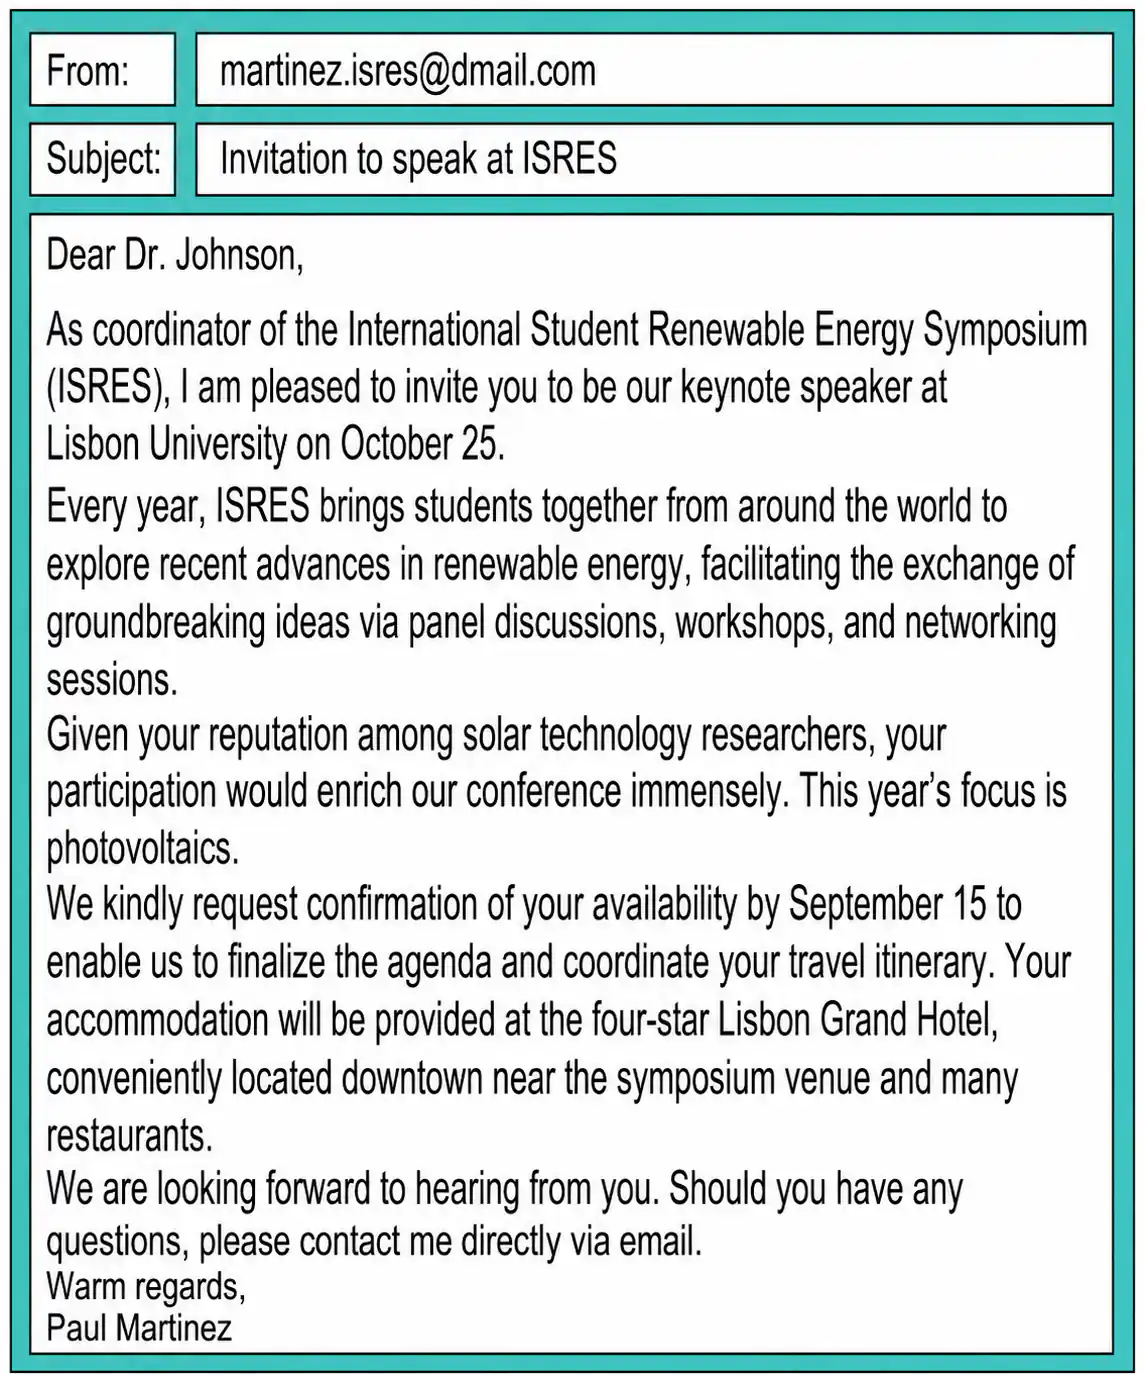 From: martinez.isres@dmail.com
Subject: Invitation to speak at ISRES
Dear Dr. Johnson,
As coordinator of the International Student Renewable Energy Symposium
(ISRES), I am pleased to invite you to be our keynote speaker at
Lisbon University on October 25.
Every year, ISRES brings students together from around the world to
explore recent advances in renewable energy, facilitating the exchange of
groundbreaking ideas via panel discussions, workshops, and networking
sessions.
Given your reputation among solar technology researchers, your
participation would enrich our conference immensely. This year’s focus is
photovoltaics.
We kindly request confirmation of your availability by September 15 to
enable us to finalize the agenda and coordinate your travel itinerary. Your
accommodation will be provided at the four-star Lisbon Grand Hotel,
conveniently located downtown near the symposium venue and many
restaurants.
We are looking forward to hearing from you. Should you have any
questions, please contact me directly via email.
Warm regards,
Paul Martinez